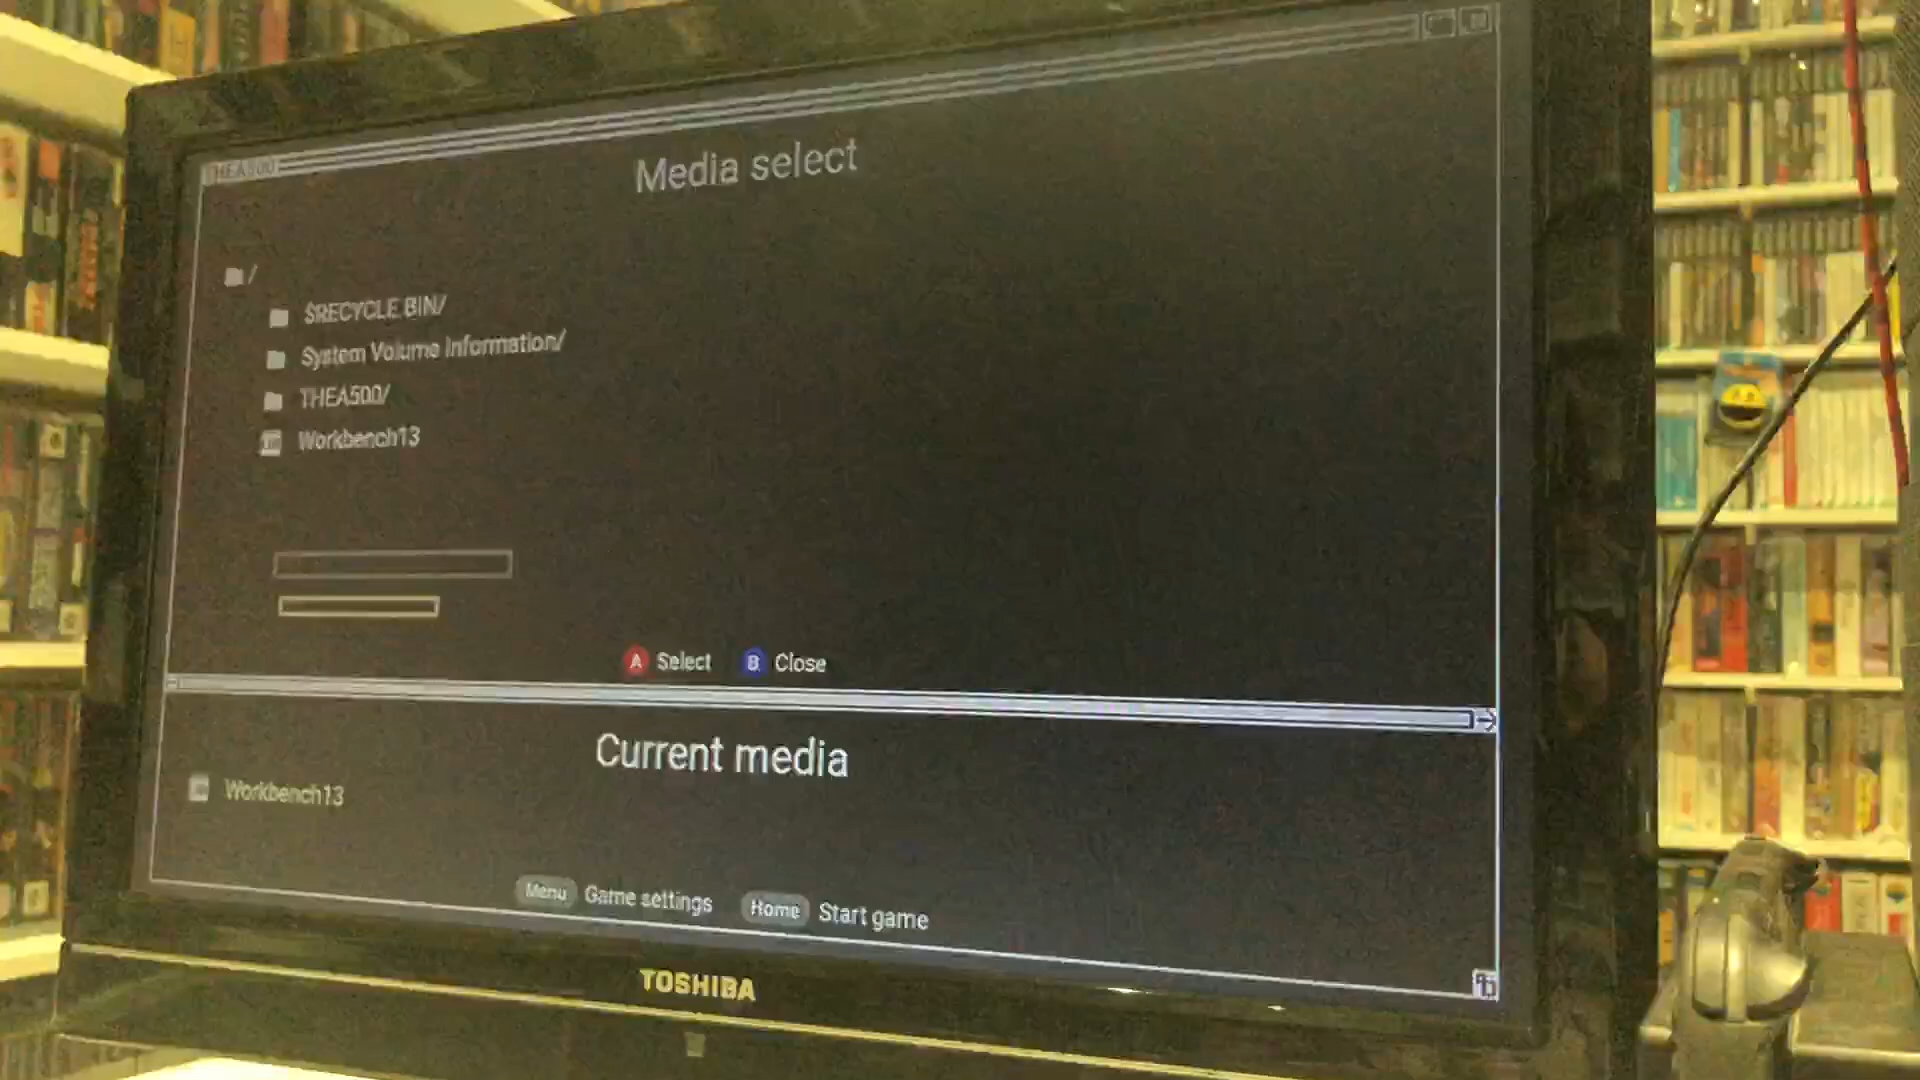 THEA500
Media select
/
$RECYCLE.BIN/
System Volume Information/
THEA500/
Workbench13
A Select B Close
Current media
Workbench13
Menu Game settings Home Start game
TOSHIBA